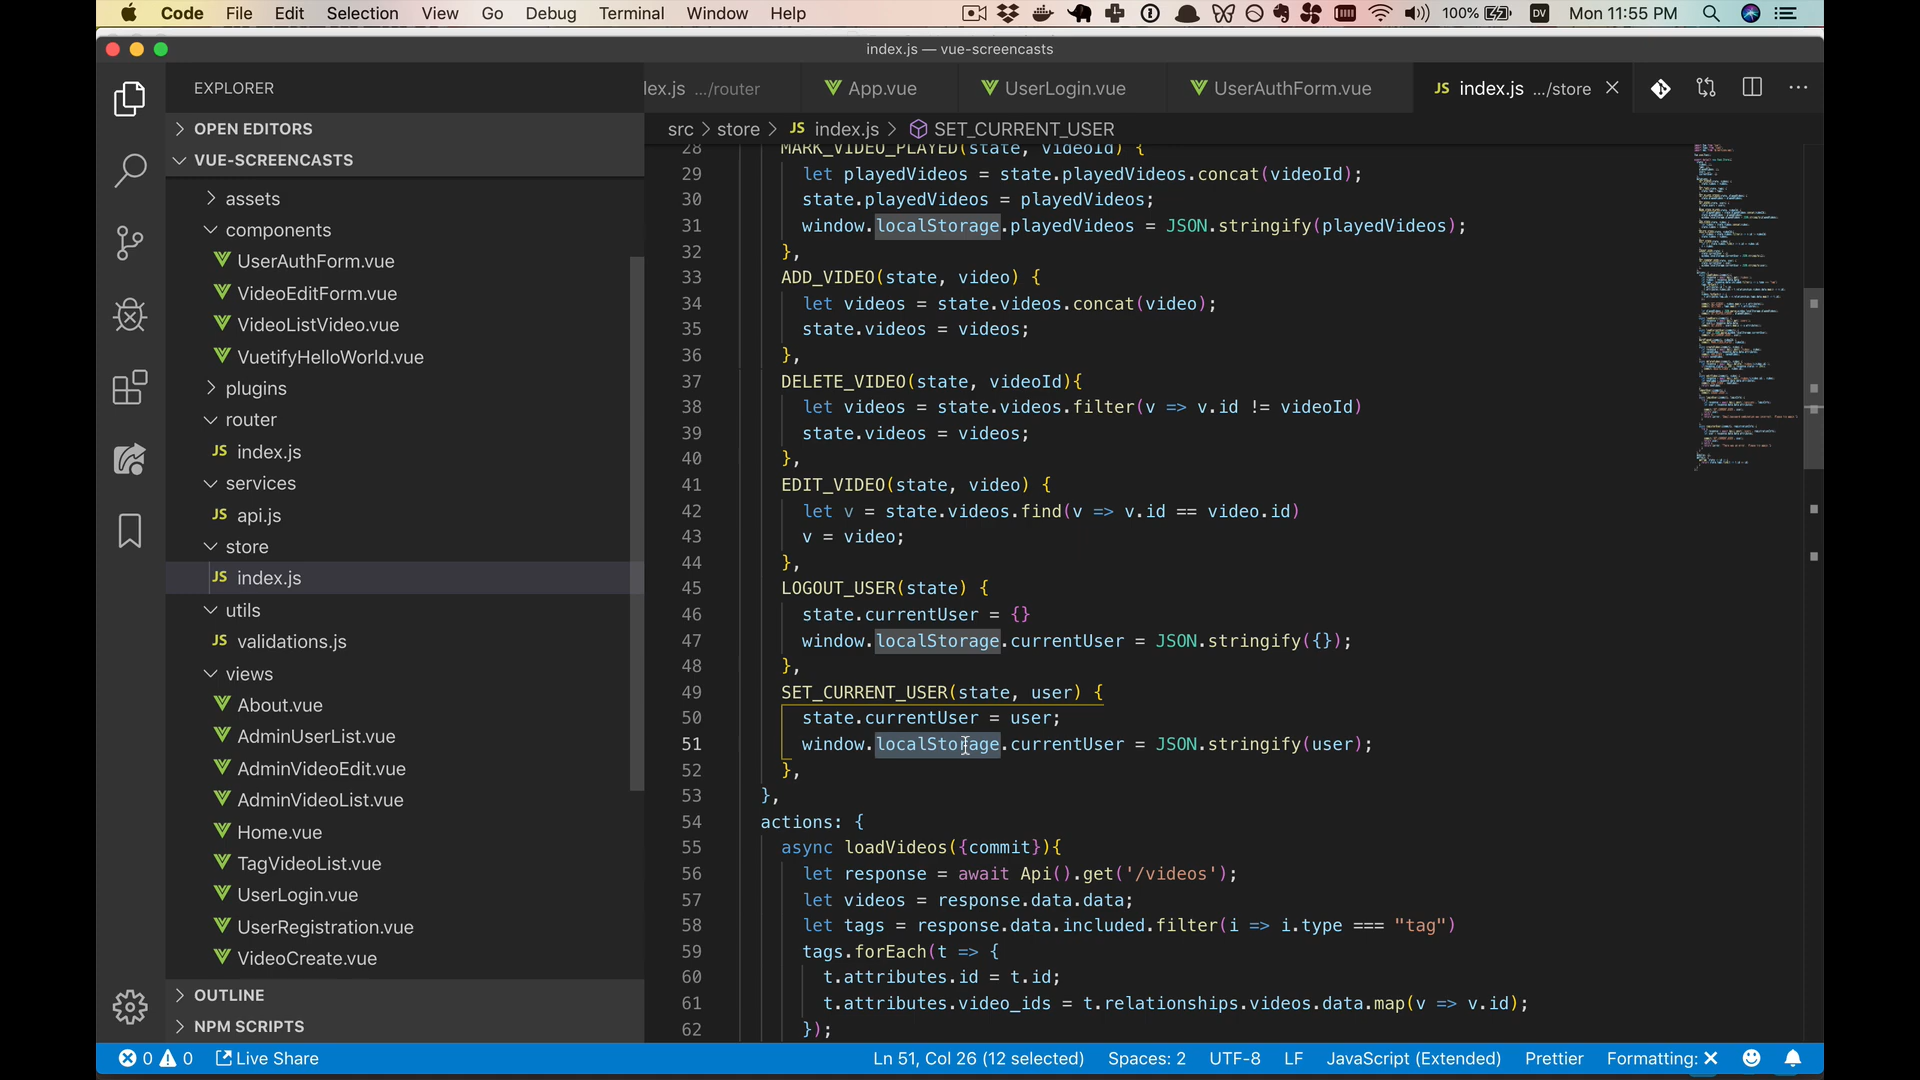 Code File Edit Selection View Go Debug Terminal Window Help 100% DV Mon 11:55 PM
index.js — vue-screencasts
EXPLORER
OPEN EDITORS
VUE-SCREENCASTS
assets
components
UserAuthForm.vue
VideoEditForm.vue
VideoListVideo.vue
VuetifyHelloWorld.vue
plugins
router
JS index.js
services
JS api.js
store
JS index.js
utils
JS validations.js
views
About.vue
AdminUserList.vue
AdminVideoEdit.vue
AdminVideoList.vue
Home.vue
TagVideoList.vue
UserLogin.vue
UserRegistration.vue
VideoCreate.vue
OUTLINE
NPM SCRIPTS
lex.js .../router App.vue UserLogin.vue UserAuthForm.vue JS index.js .../store
src > store > JS index.js > SET_CURRENT_USER
28 MARK_VIDEO_PLAYED(state, videoId) {
29 let playedVideos = state.playedVideos.concat(videoId);
30 state.playedVideos = playedVideos;
31 window.localStorage.playedVideos = JSON.stringify(playedVideos);
32 },
33 ADD_VIDEO(state, video) {
34 let videos = state.videos.concat(video);
35 state.videos = videos;
36 },
37 DELETE_VIDEO(state, videoId){
38 let videos = state.videos.filter(v => v.id != videoId)
39 state.videos = videos;
40 },
41 EDIT_VIDEO(state, video) {
42 let v = state.videos.find(v => v.id == video.id)
43 v = video;
44 },
45 LOGOUT_USER(state) {
46 state.currentUser = {}
47 window.localStorage.currentUser = JSON.stringify({});
48 },
49 SET_CURRENT_USER(state, user) {
50 state.currentUser = user;
51 window.localStorage.currentUser = JSON.stringify(user);
52 },
53 },
54 actions: {
55 async loadVideos({commit}){
56 let response = await Api().get('/videos');
57 let videos = response.data.data;
58 let tags = response.data.included.filter(i => i.type === "tag")
59 tags.forEach(t => {
60 t.attributes.id = t.id;
61 t.attributes.video_ids = t.relationships.videos.data.map(v => v.id);
62 });
0 0 Live Share Ln 51, Col 26 (12 selected) Spaces: 2 UTF-8 LF JavaScript (Extended) Prettier Formatting: ✕